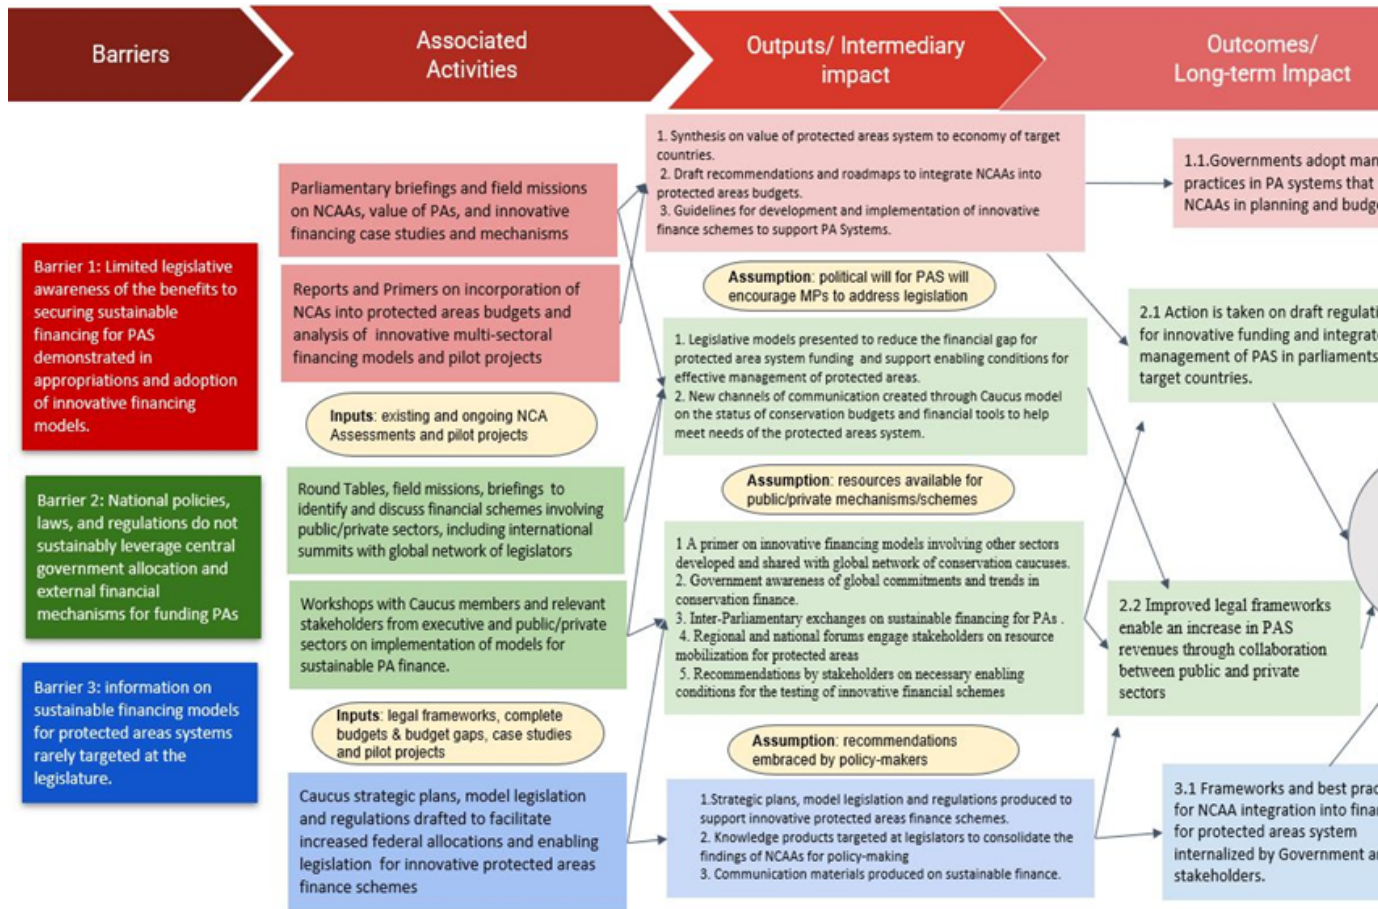 Barriers
Associated
Activities
Outputs/ Intermediary
impact
Outcomes/
Long-term Impact
Barrier 1: Limited legislative
awareness of the benefits to
securing sustainable
financing for PAS
demonstrated in
appropriations and adoption
of innovative financing
models.
Barrier 2: National policies,
laws, and regulations do not
sustainably leverage central
government allocation and
external financial
mechanisms for funding PAs
Barrier 3: information on
sustainable financing models
for protected areas systems
rarely targeted at the
legislature.
Parliamentary briefings and field missions
on NCAAs, value of PAs, and innovative
financing case studies and mechanisms
Reports and Primers on incorporation of
NCAs into protected areas budgets and
analysis of innovative multi-sectoral
financing models and pilot projects
Inputs: existing and ongoing NCA
Assessments and pilot projects
Round Tables, field missions, briefings to
identify and discuss financial schemes involving
public/private sectors, including international
summits with global network of legislators
Workshops with Caucus members and relevant
stakeholders from executive and public/private
sectors on implementation of models for
sustainable PA finance.
Inputs: legal frameworks, complete
budgets & budget gaps, case studies
and pilot projects
Caucus strategic plans, model legislation
and regulations drafted to facilitate
increased federal allocations and enabling
legislation for innovative protected areas
finance schemes
1. Synthesis on value of protected areas system to economy of target
countries.
2. Draft recommendations and roadmaps to integrate NCAAs into
protected areas budgets.
3. Guidelines for development and implementation of innovative
finance schemes to support PA Systems.
Assumption: political will for PAS will
encourage MPs to address legislation
1. Legislative models presented to reduce the financial gap for
protected area system funding and support enabling conditions for
effective management of protected areas.
2. New channels of communication created through Caucus model
on the status of conservation budgets and financial tools to help
meet needs of the protected areas system.
Assumption: resources available for
public/private mechanisms/schemes
1 A primer on innovative financing models involving other sectors
developed and shared with global network of conservation caucuses.
2. Government awareness of global commitments and trends in
conservation finance.
3. Inter-Parliamentary exchanges on sustainable financing for PAs .
4. Regional and national forums engage stakeholders on resource
mobilization for protected areas
5. Recommendations by stakeholders on necessary enabling
conditions for the testing of innovative financial schemes
Assumption: recommendations
embraced by policy-makers
1.Strategic plans, model legislation and regulations produced to
support innovative protected areas finance schemes.
2. Knowledge products targeted at legislators to consolidate the
findings of NCAAs for policy-making
3. Communication materials produced on sustainable finance.
1.1.Governments adopt
practices in PA systems that
NCAAs in planning and
2.1 Action is taken on draft
for innovative funding and
management of PAS in parliaments
target countries.
2.2 Improved legal frameworks
enable an increase in PAS
revenues through collaboration
between public and private
sectors
3.1 Frameworks and best
for NCAA integration into
for protected areas system
internalized by Government
stakeholders.